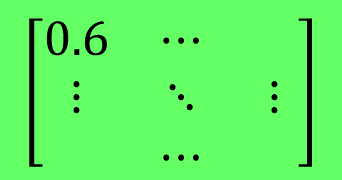 0.6 ⋯
⋮ ⋱ ⋮
⋯